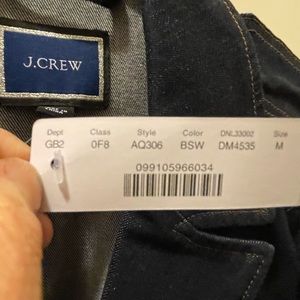 J.CREW
Dept Class Style Color DNL33002 Size
GB2 0F8 AQ306 BSW DM4535 M
099105966034